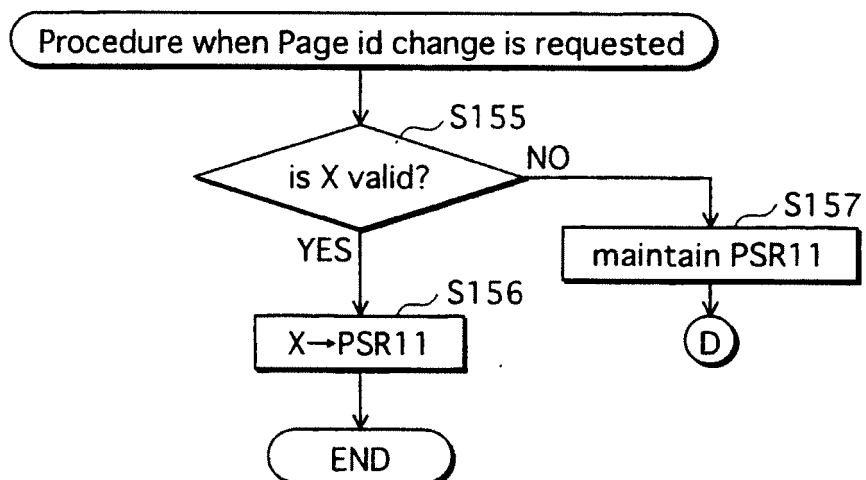 Procedure when Page id change is requested
S155
is X valid?
NO
S157
YES
maintain PSR11
S156
X→PSR11
D
END